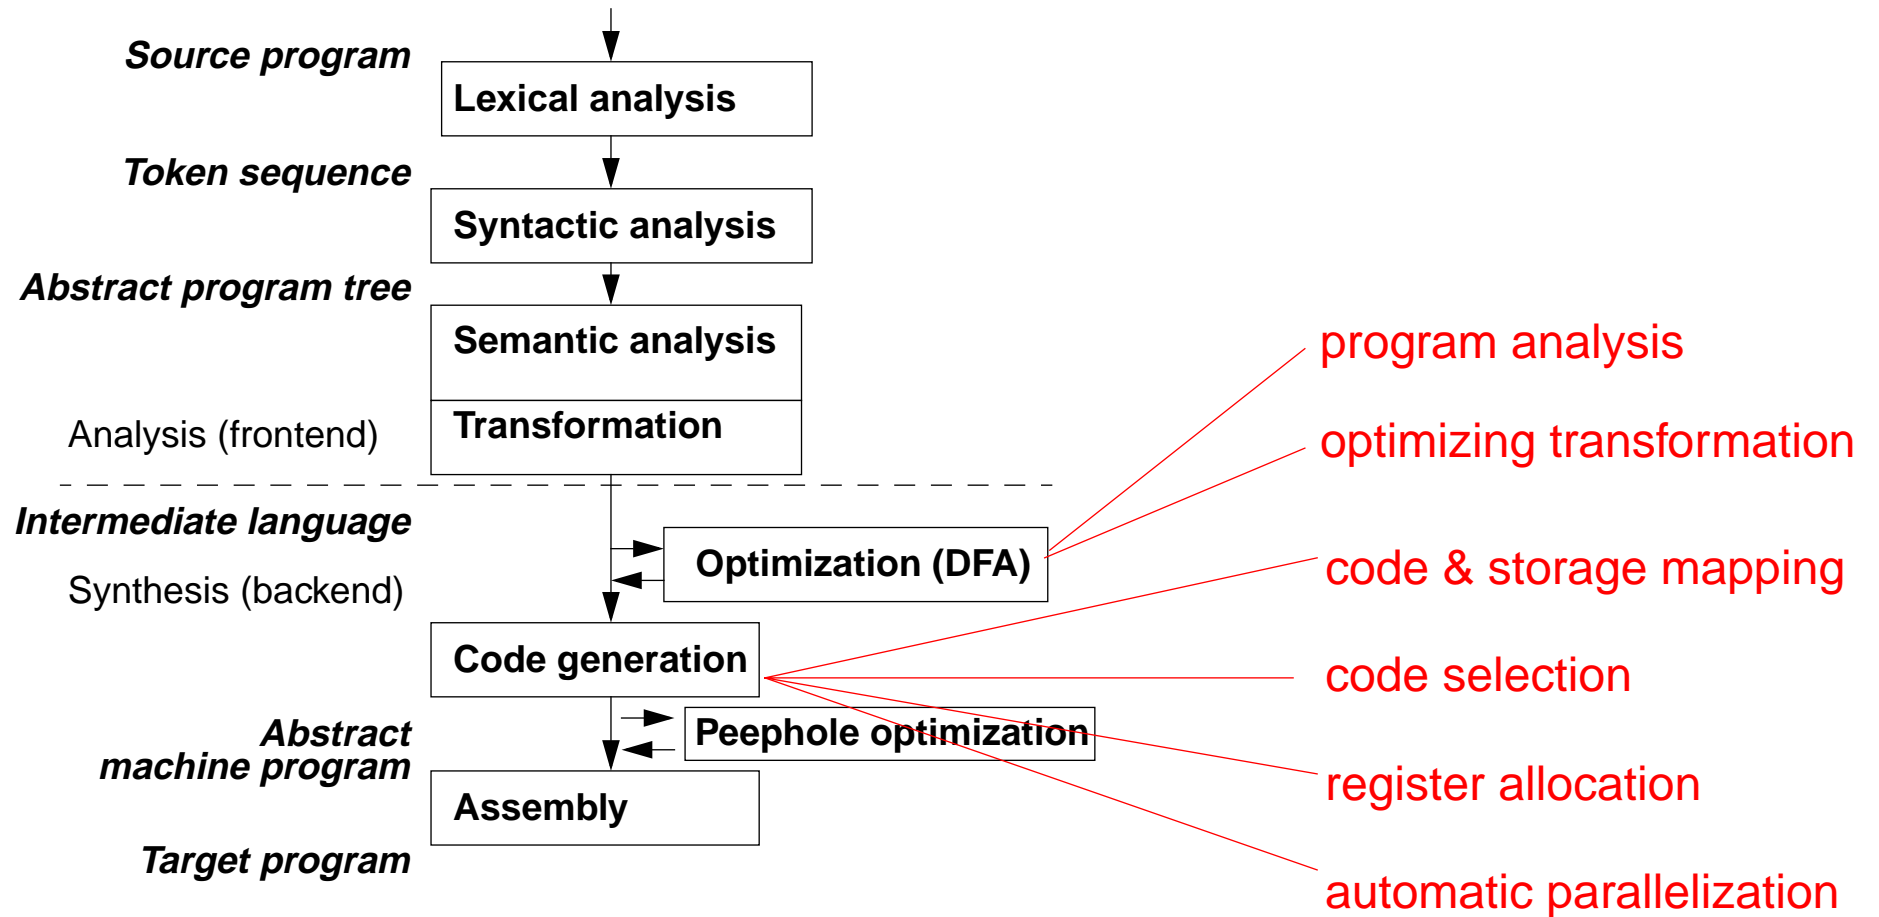 Source program
Lexical analysis
Token sequence
Syntactic analysis
Abstract program tree
Semantic analysis
program analysis
Transformation
Analysis (frontend)
optimizing transformation
Intermediate language
Optimization (DFA)
code & storage mapping
Synthesis (backend)
Code generation
code selection
Abstract
machine program
Peephole optimization
register allocation
Assembly
Target program
automatic parallelization